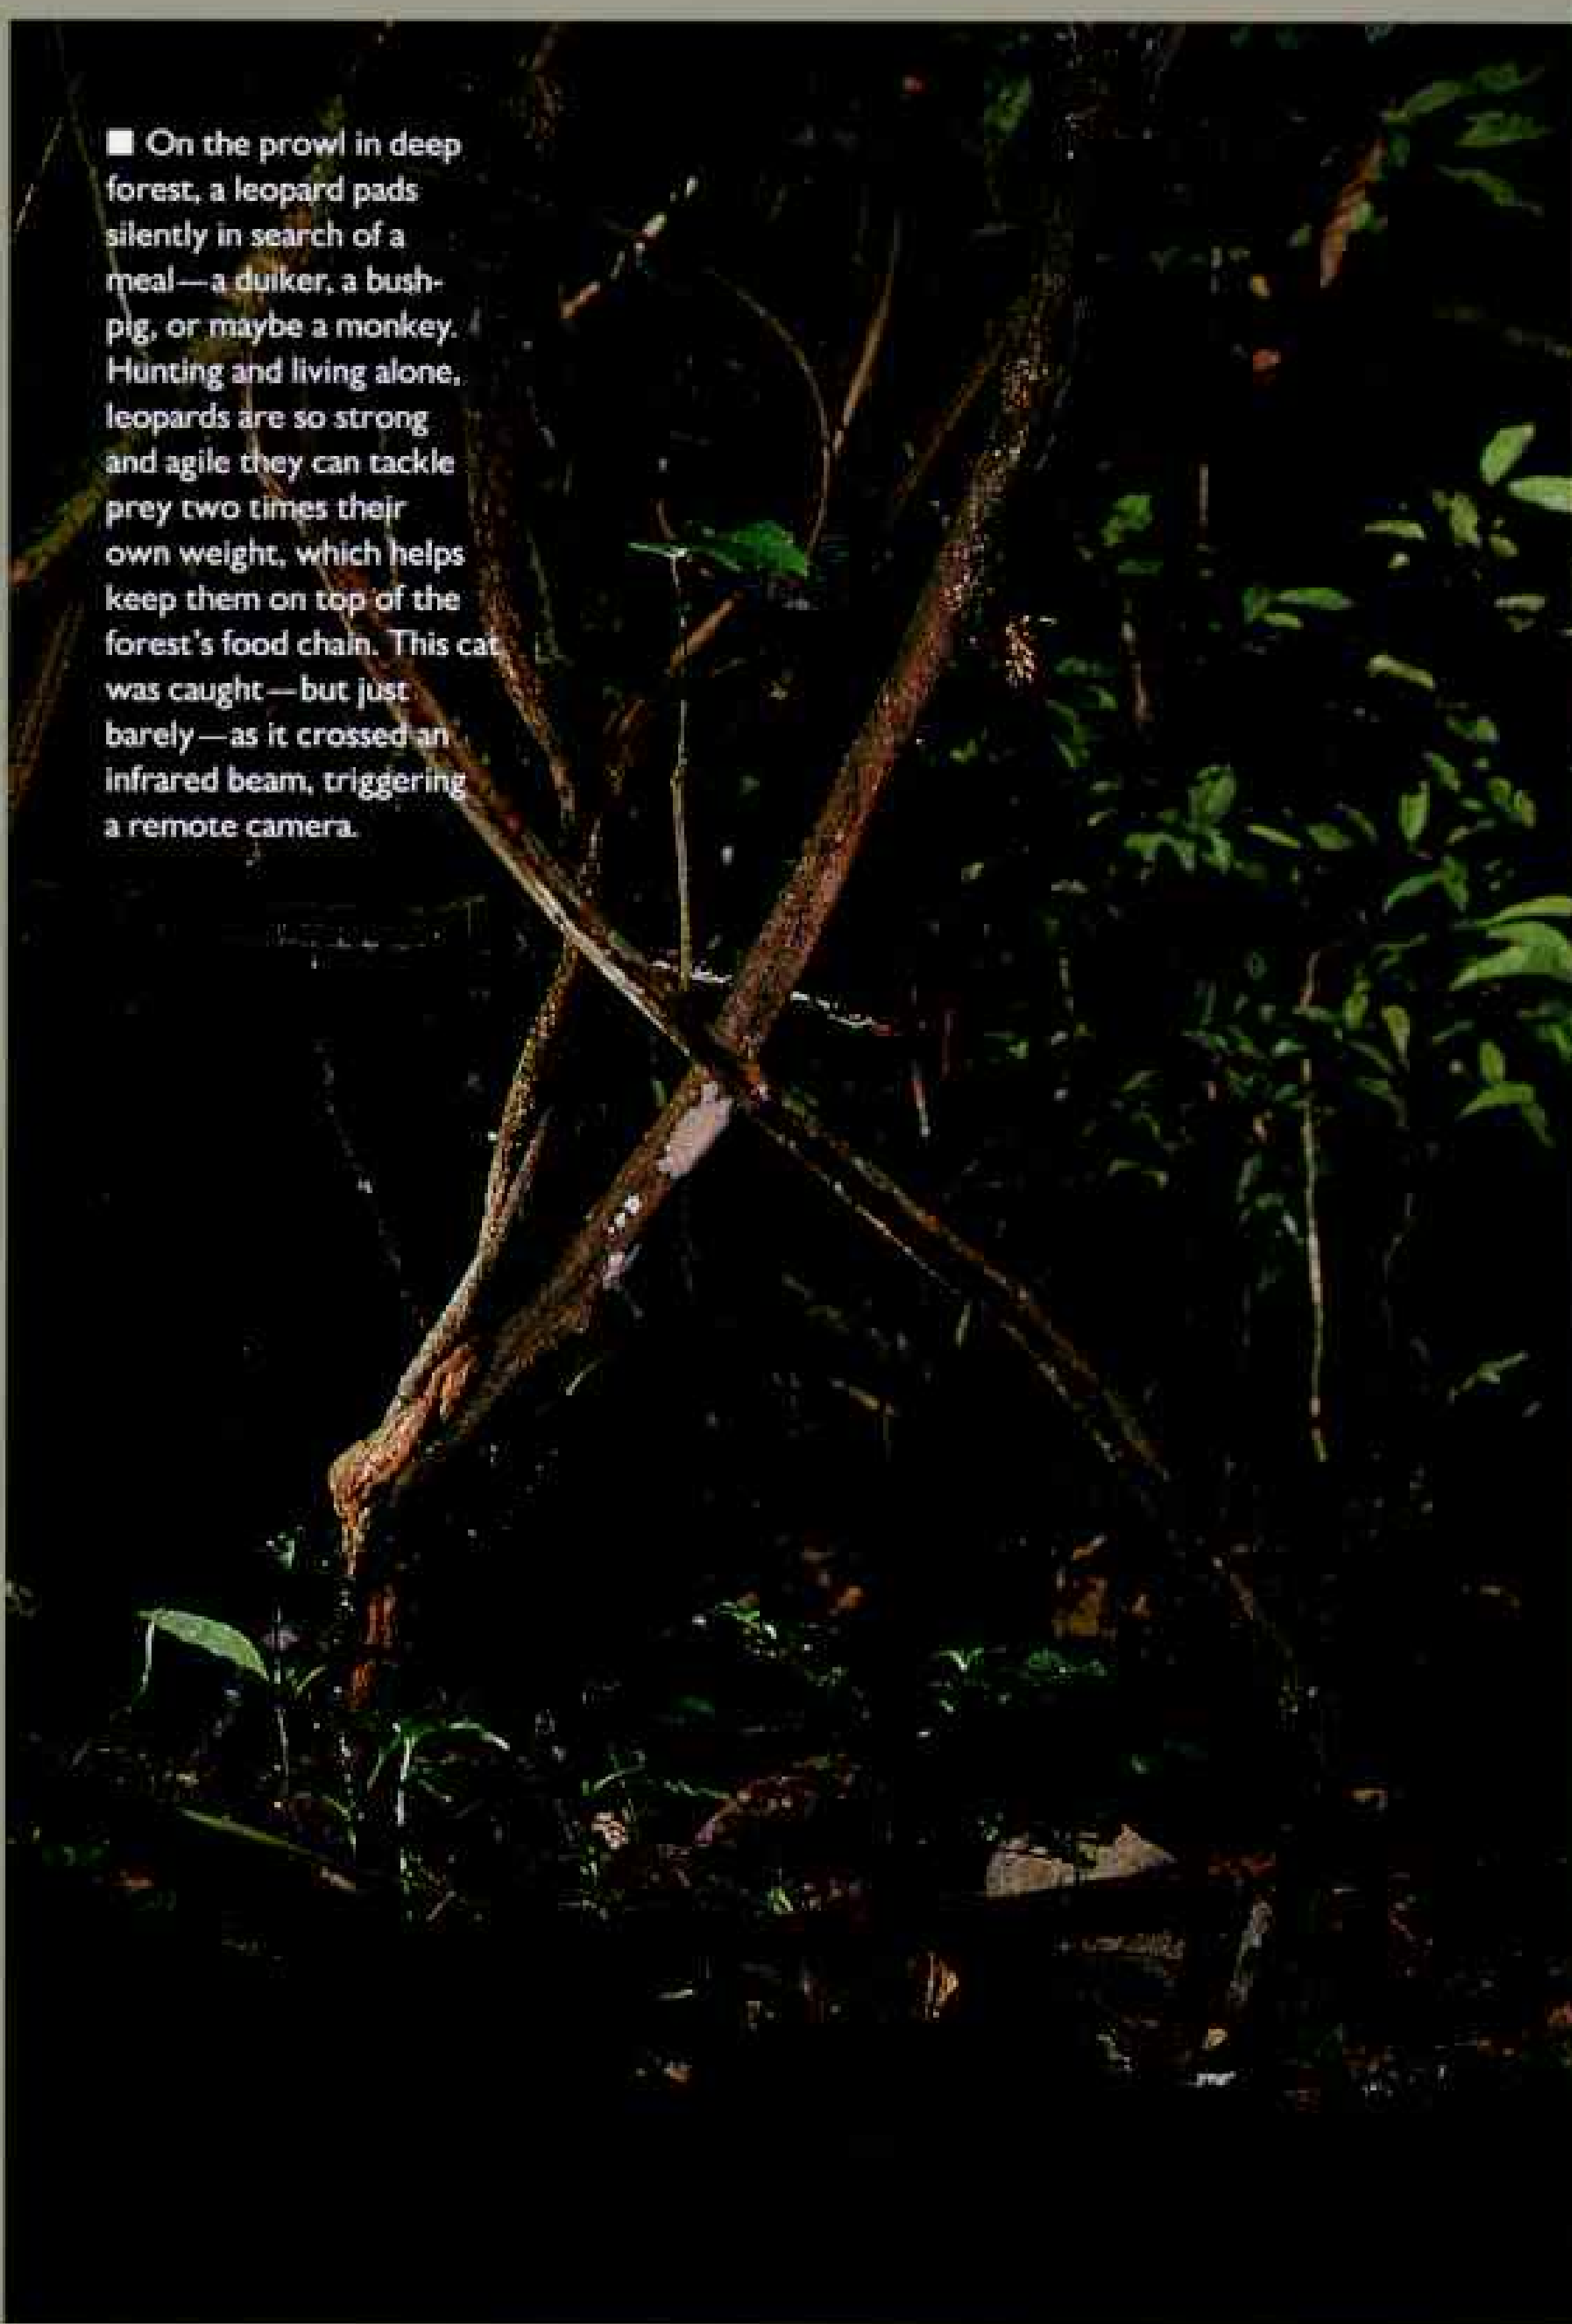 ■ On the prowl in deep
forest, a leopard pads
silently in search of a
meal—a duiker, a bush-
pig, or maybe a monkey.
Hunting and living alone,
leopards are so strong
and agile they can tackle
prey two times their
own weight, which helps
keep them on top of the
forest's food chain. This cat
was caught—but just
barely—as it crossed an
infrared beam, triggering
a remote camera.